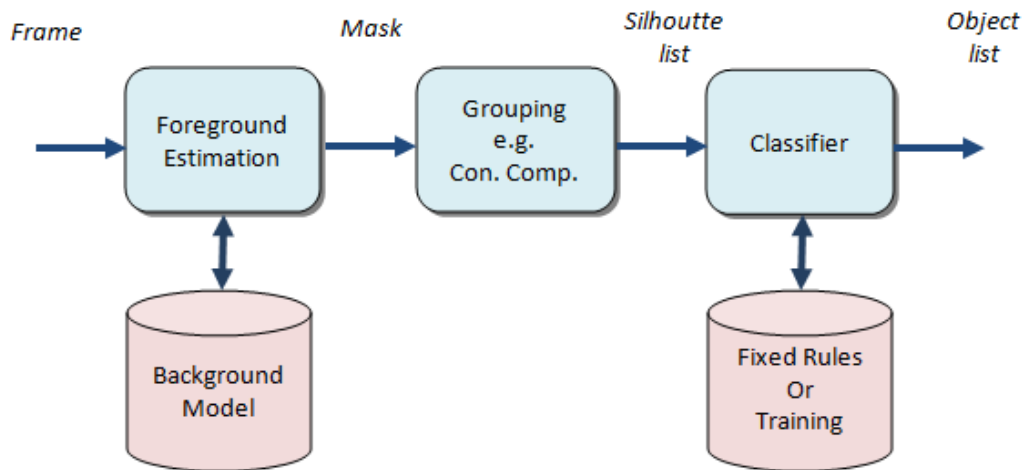 Frame
Mask
Silhoutte
list
Object
list
Foreground
Estimation
Grouping
e.g.
Con. Comp.
Classifier
Background
Model
Fixed Rules
Or
Training